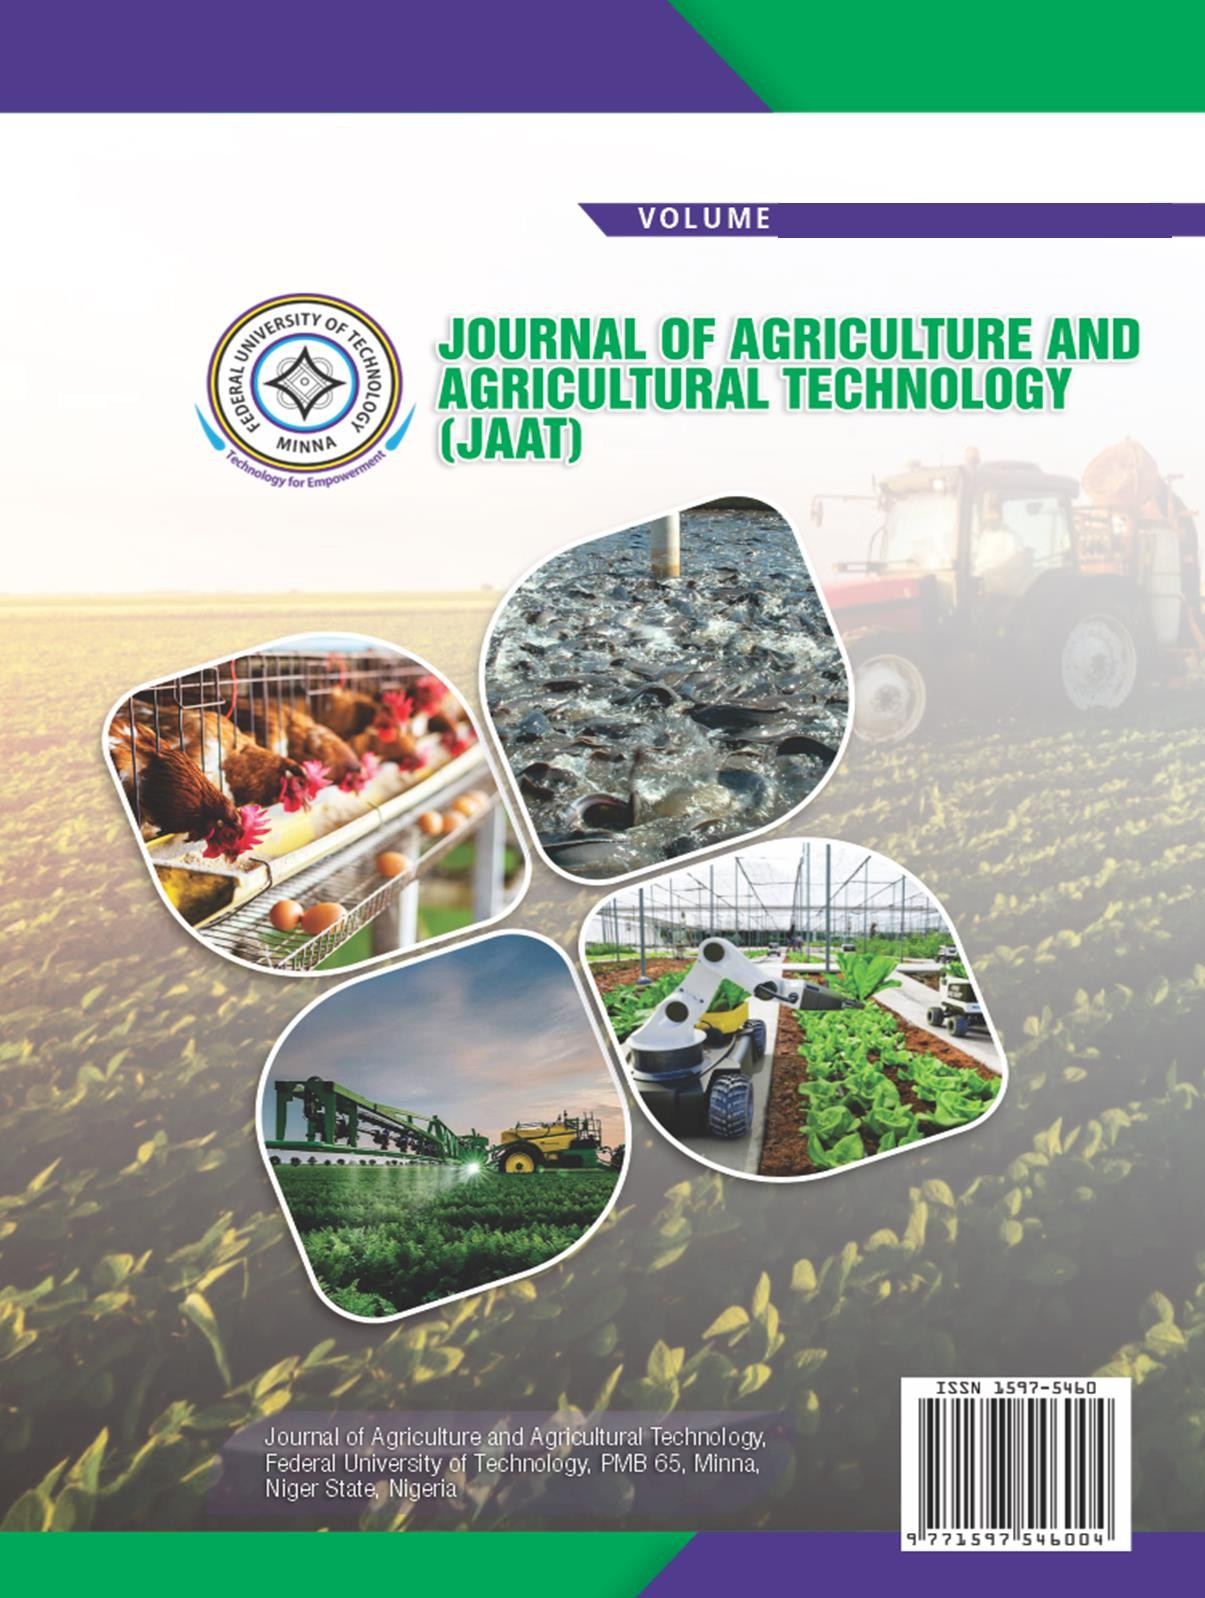 VOLUME
FEDERAL UNIVERSITY OF TECHNOLOGY
MINNA
Technology for Empowerment
JOURNAL OF AGRICULTURE AND
AGRICULTURAL TECHNOLOGY
(JAAT)
ISSN 1597-5460
Journal of Agriculture and Agricultural Technology,
Federal University of Technology, PMB 65, Minna,
Niger State, Nigeria
9 771597 546004